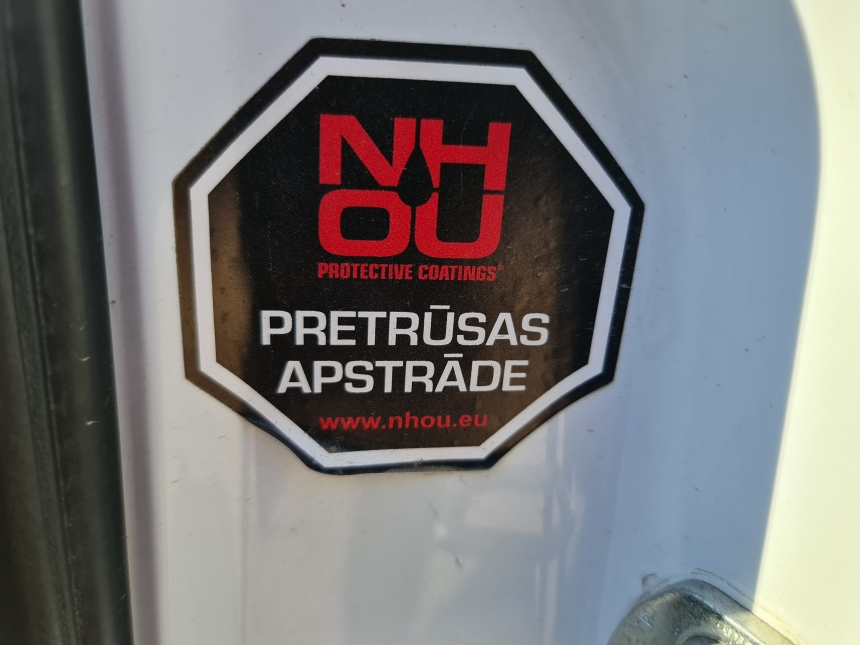 NH
OU
PROTECTIVE COATINGS®
PRETRŪSAS
APSTRĀDE
www.nhou.eu